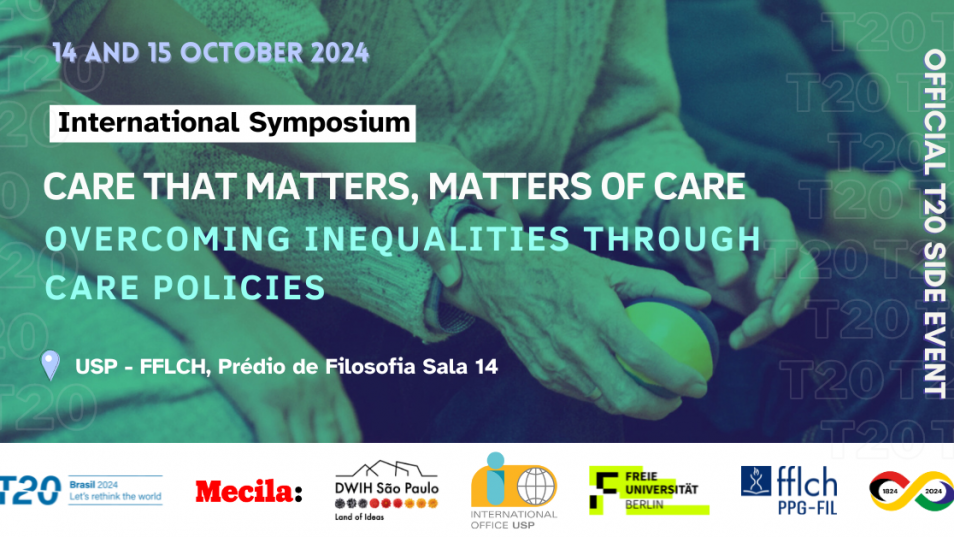 14 AND 15 OCTOBER 2024
International Symposium
CARE THAT MATTERS, MATTERS OF CARE
OVERCOMING INEQUALITIES THROUGH
CARE POLICIES
USP - FFLCH, Prédio de Filosofia Sala 14
OFFICIAL T20 SIDE EVENT
T20
Brasil 2024
Let's rethink the world
Mecila:
DWIH São Paulo
Land of Ideas
INTERNATIONAL
OFFICE USP
FREIE
UNIVERSITÄT
BERLIN
fflch
PPG-FIL
1824
2024